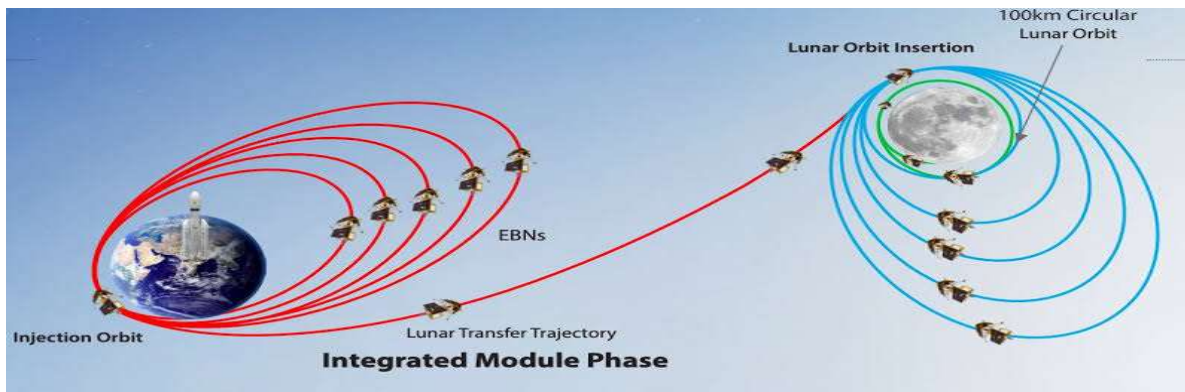 100km Circular
Lunar Orbit
Lunar Orbit Insertion
EBNs
Injection Orbit
Lunar Transfer Trajectory
Integrated Module Phase